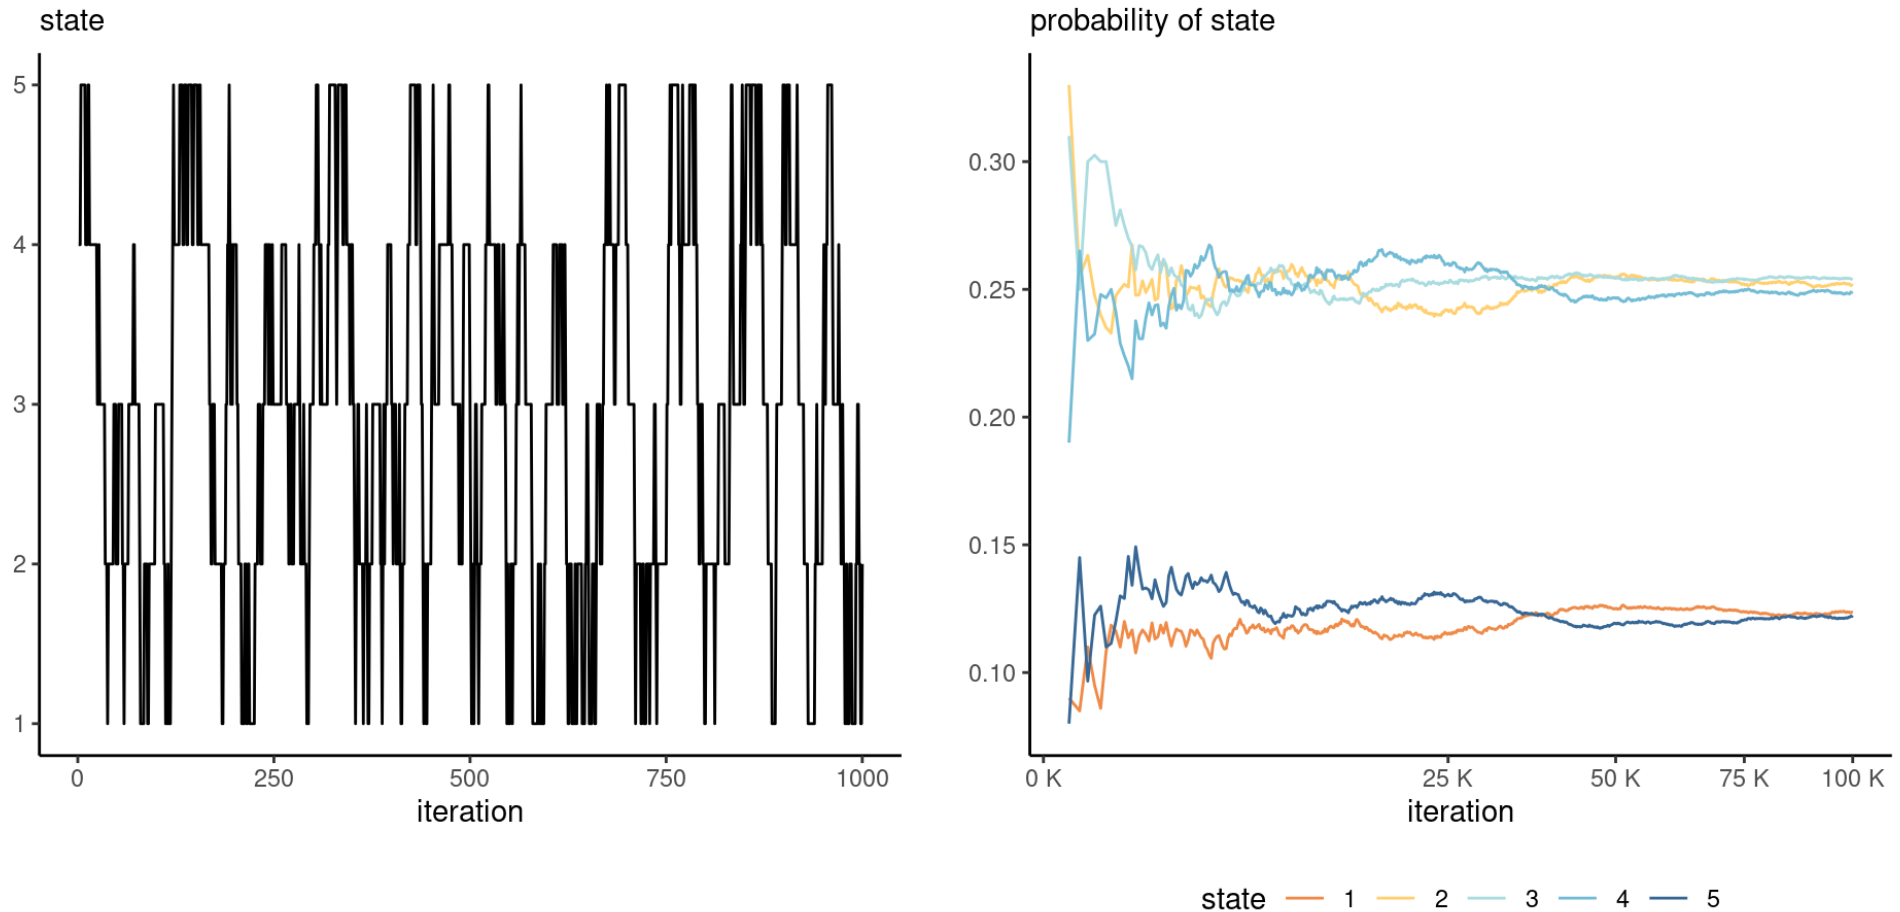 state
5
4
3
2
1
0 250 500 750 1000
iteration
probability of state
0.30
0.25
0.20
0.15
0.10
0 K 25 K 50 K 75 K 100 K
iteration
state 1 2 3 4 5